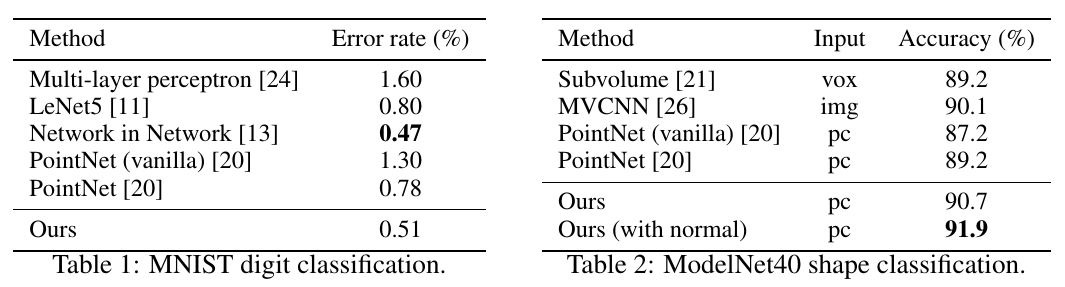 Method Error rate (%)
Multi-layer perceptron [24] 1.60
LeNet5 [11] 0.80
Network in Network [13] 0.47
PointNet (vanilla) [20] 1.30
PointNet [20] 0.78
Ours 0.51
Table 1: MNIST digit classification.
Method Input Accuracy (%)
Subvolume [21] vox 89.2
MVCNN [26] img 90.1
PointNet (vanilla) [20] pc 87.2
PointNet [20] pc 89.2
Ours pc 90.7
Ours (with normal) pc 91.9
Table 2: ModelNet40 shape classification.